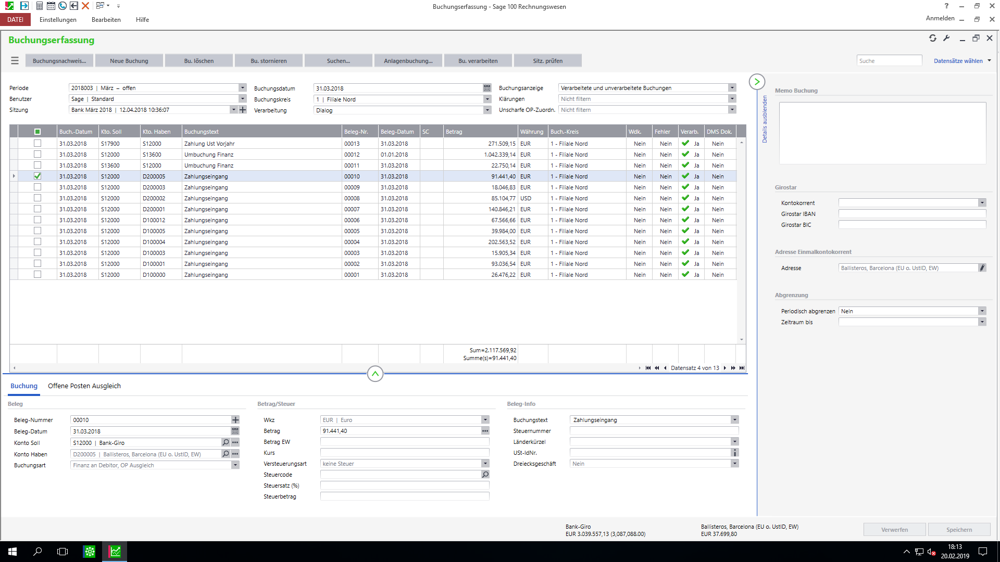 Buchungserfassung - Sage 100 Rechnungswesen
DATEI Einstellungen Bearbeiten Hilfe Anmelden
Buchungserfassung
Buchungsnachweis... Neue Buchung Bu. löschen Bu. stornieren Suchen... Anlagenbuchung... Bu. verarbeiten Sitz. prüfen Suche Datensätze wählen
Periode 2018003 | März – offen Buchungsdatum 31.03.2018 Buchungsanzeige Verarbeitete und unverarbeitete Buchungen
Benutzer Sage | Standard Buchungskreis 1 | Filiale Nord Klärungen Nicht filtern
Sitzung Bank März 2018 | 12.04.2018 10:36:07 Verarbeitung Dialog Unscharfe OP-Zuordn. Nicht filtern
Buch.-Datum Kto. Soll Kto. Haben Buchungstext Beleg-Nr. Beleg-Datum SC Betrag Währung Buch.-Kreis Wdk. Fehler Verarb. DMS Dok.
31.03.2018 S17900 S12000 Zahlung Ust Vorjahr 00013 31.03.2018 271.509,15 EUR 1 - Filiale Nord Nein Nein Ja Nein
31.03.2018 S12000 S13600 Umbuchung Finanz 00012 01.01.2018 1.042.339,14 EUR 1 - Filiale Nord Nein Nein Ja Nein
31.03.2018 S13600 S12000 Umbuchung Finanz 00011 31.03.2018 22.750,14 EUR 1 - Filiale Nord Nein Nein Ja Nein
31.03.2018 S12000 D200005 Zahlungseingang 00010 31.03.2018 91.441,40 EUR 1 - Filiale Nord Nein Nein Ja Nein
31.03.2018 S12000 D200003 Zahlungseingang 00009 31.03.2018 18.046,83 EUR 1 - Filiale Nord Nein Nein Ja Nein
31.03.2018 S12000 D200002 Zahlungseingang 00008 31.03.2018 85.104,77 USD 1 - Filiale Nord Nein Nein Ja Nein
31.03.2018 S12000 D200001 Zahlungseingang 00007 31.03.2018 140.846,21 EUR 1 - Filiale Nord Nein Nein Ja Nein
31.03.2018 S12000 D100012 Zahlungseingang 00006 31.03.2018 67.566,66 EUR 1 - Filiale Nord Nein Nein Ja Nein
31.03.2018 S12000 D100005 Zahlungseingang 00005 31.03.2018 39.984,00 EUR 1 - Filiale Nord Nein Nein Ja Nein
31.03.2018 S12000 D100004 Zahlungseingang 00004 31.03.2018 202.563,52 EUR 1 - Filiale Nord Nein Nein Ja Nein
31.03.2018 S12000 D100003 Zahlungseingang 00003 31.03.2018 15.905,34 EUR 1 - Filiale Nord Nein Nein Ja Nein
31.03.2018 S12000 D100001 Zahlungseingang 00002 31.03.2018 93.036,54 EUR 1 - Filiale Nord Nein Nein Ja Nein
31.03.2018 S12000 D100000 Zahlungseingang 00001 31.03.2018 26.476,22 EUR 1 - Filiale Nord Nein Nein Ja Nein
Sum=2.117.569,92
Summe(s)=91.441,40
Datensatz 4 von 13
Details ausblenden
Memo Buchung
Girostar
Kontokorrent
Girostar IBAN
Girostar BIC
Adresse Einmalkontokorrent
Adresse Ballisteros, Barcelona (EU o. UstID, EW)
Abgrenzung
Periodisch abgrenzen Nein
Zeitraum bis
Buchung Offene Posten Ausgleich
Beleg
Beleg-Nummer 00010
Beleg-Datum 31.03.2018
Konto Soll S12000 | Bank-Giro
Konto Haben D200005 | Ballisteros, Barcelona (EU o. UstID, EW)
Buchungsart Finanz an Debitor, OP Ausgleich
Betrag/Steuer
Wkz EUR | Euro
Betrag 91.441,40
Betrag EW
Kurs
Versteuerungsart keine Steuer
Steuercode
Steuersatz (%)
Steuerbetrag
Beleg-Info
Buchungstext Zahlungseingang
Steuernummer
Länderkürzel
USt-IdNr.
Dreiecksgeschäft Nein
Bank-Giro Ballisteros, Barcelona (EU o. UstID, EW)
EUR 3.039.557,13 (3,087,088.00) EUR 37.699,80
Verwerfen Speichern
18:13
20.02.2019